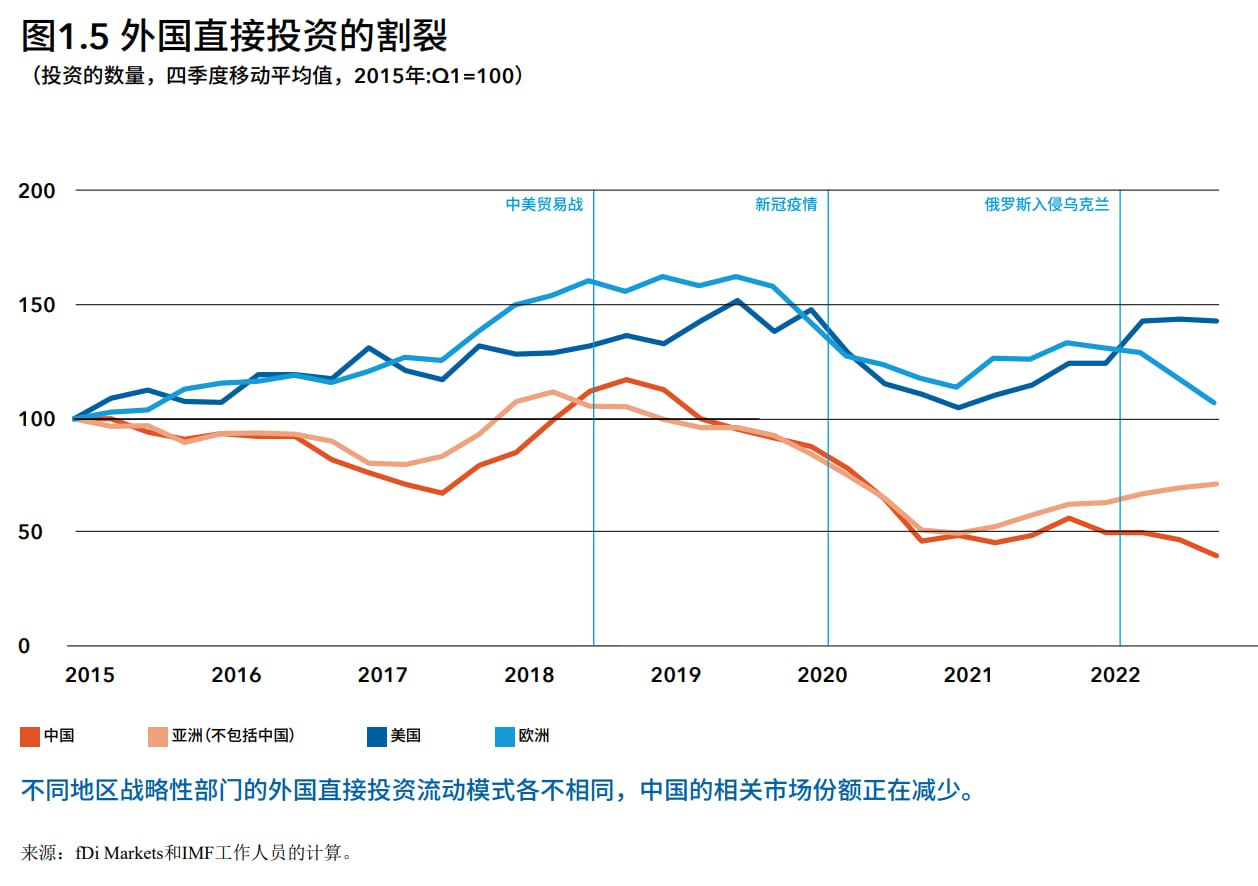 图1.5 外国直接投资的割裂
（投资的数量，四季度移动平均值，2015年:Q1=100）
200
中美贸易战
新冠疫情
俄罗斯入侵乌克兰
150
100
50
0
2015 2016 2017 2018 2019 2020 2021 2022
中国 亚洲(不包括中国) 美国 欧洲
不同地区战略性部门的外国直接投资流动模式各不相同，中国的相关市场份额正在减少。
来源：fDi Markets和IMF工作人员的计算。